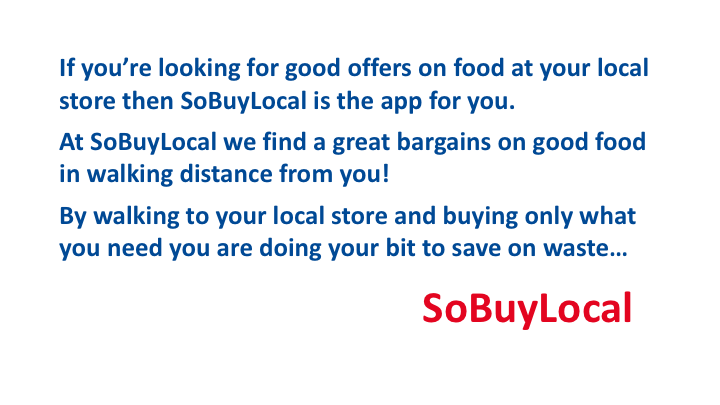 If you’re looking for good offers on food at your local
store then SoBuyLocal is the app for you.
At SoBuyLocal we find a great bargains on good food
in walking distance from you!
By walking to your local store and buying only what
you need you are doing your bit to save on waste…
SoBuyLocal